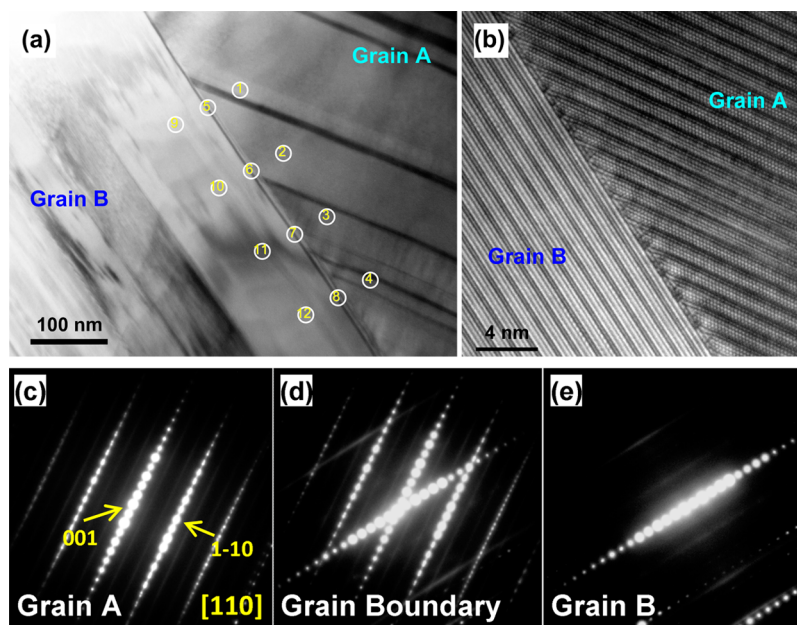 (a)
Grain A
1
5
9
2
6
10
Grain B
3
7
11
4
8
12
100 nm
(b)
Grain A
Grain B
4 nm
(c)
001
1-10
Grain A
[110]
(d)
Grain Boundary
(e)
Grain B